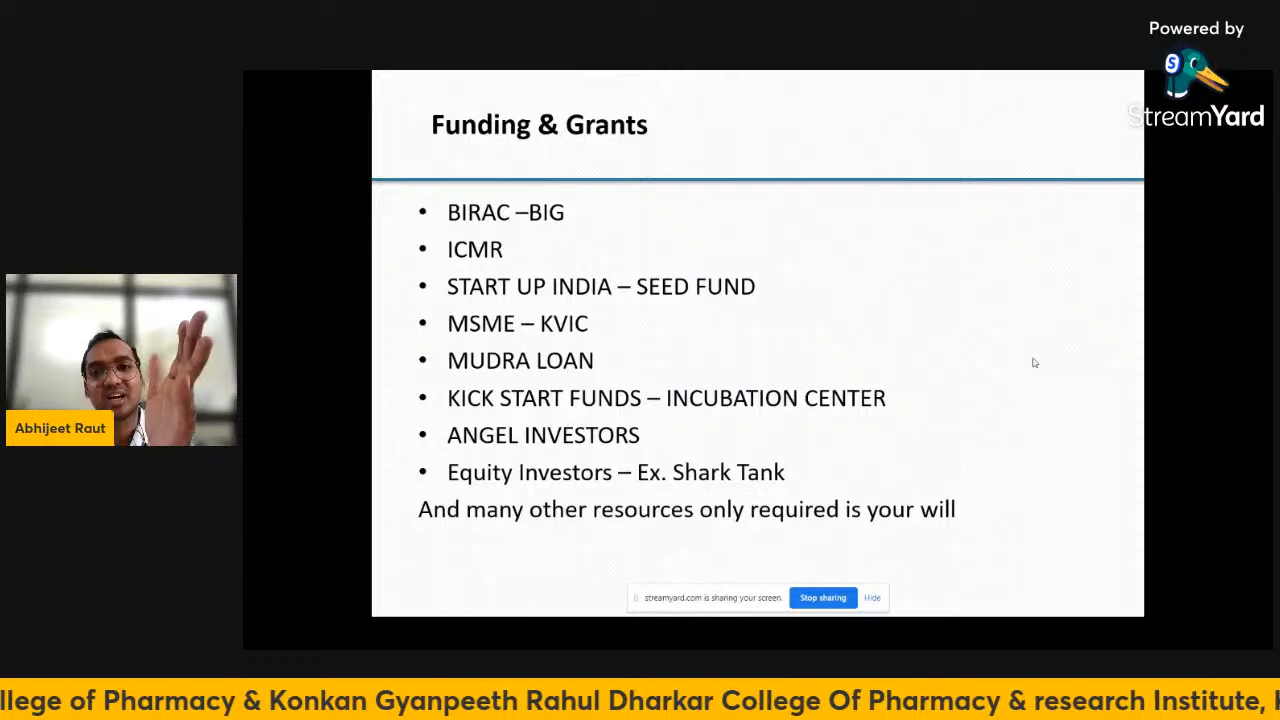 Powered by
StreamYard
Funding & Grants
• BIRAC –BIG
• ICMR
• START UP INDIA – SEED FUND
• MSME – KVIC
• MUDRA LOAN
• KICK START FUNDS – INCUBATION CENTER
• ANGEL INVESTORS
• Equity Investors – Ex. Shark Tank
And many other resources only required is your will
Abhijeet Raut
streamyard.com is sharing your screen. Stop sharing Hide
llege of Pharmacy & Konkan Gyanpeeth Rahul Dharkar College Of Pharmacy & research Institute,